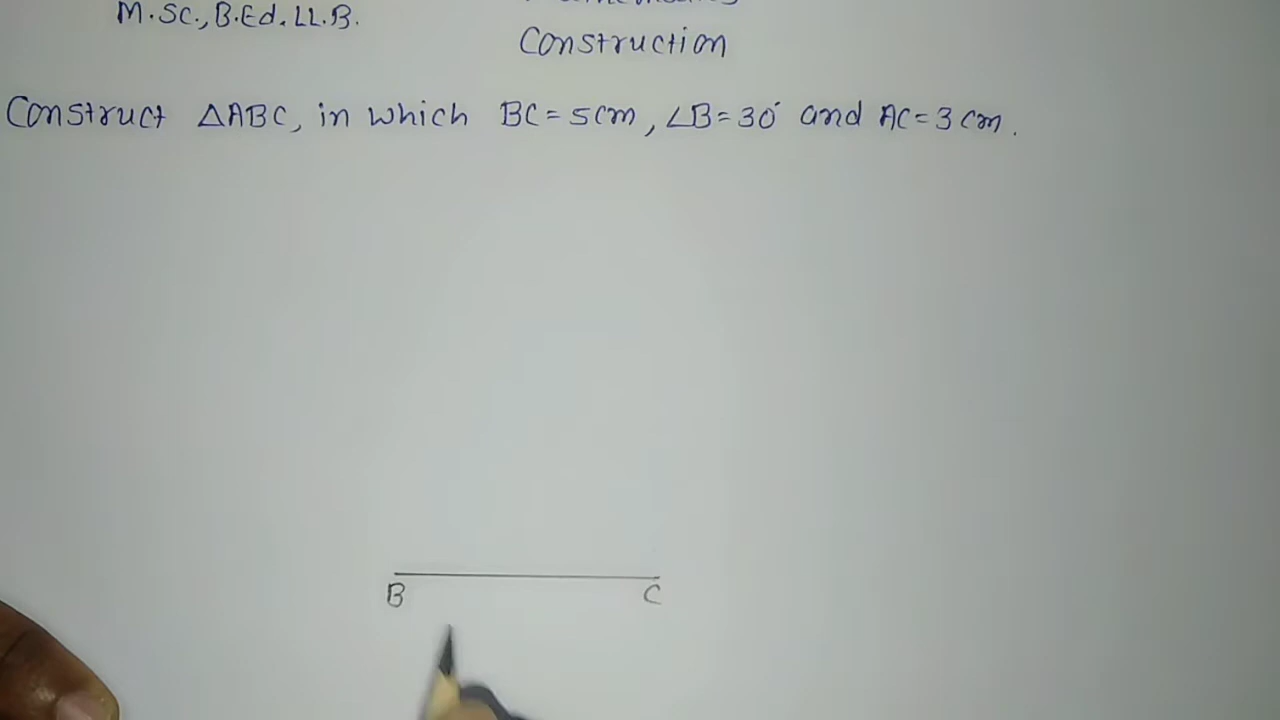 M.Sc., B.Ed. LL.B.
Construction
Construct △ABC, in which BC = 5cm, ∠B = 30° and AC = 3 cm.
B C